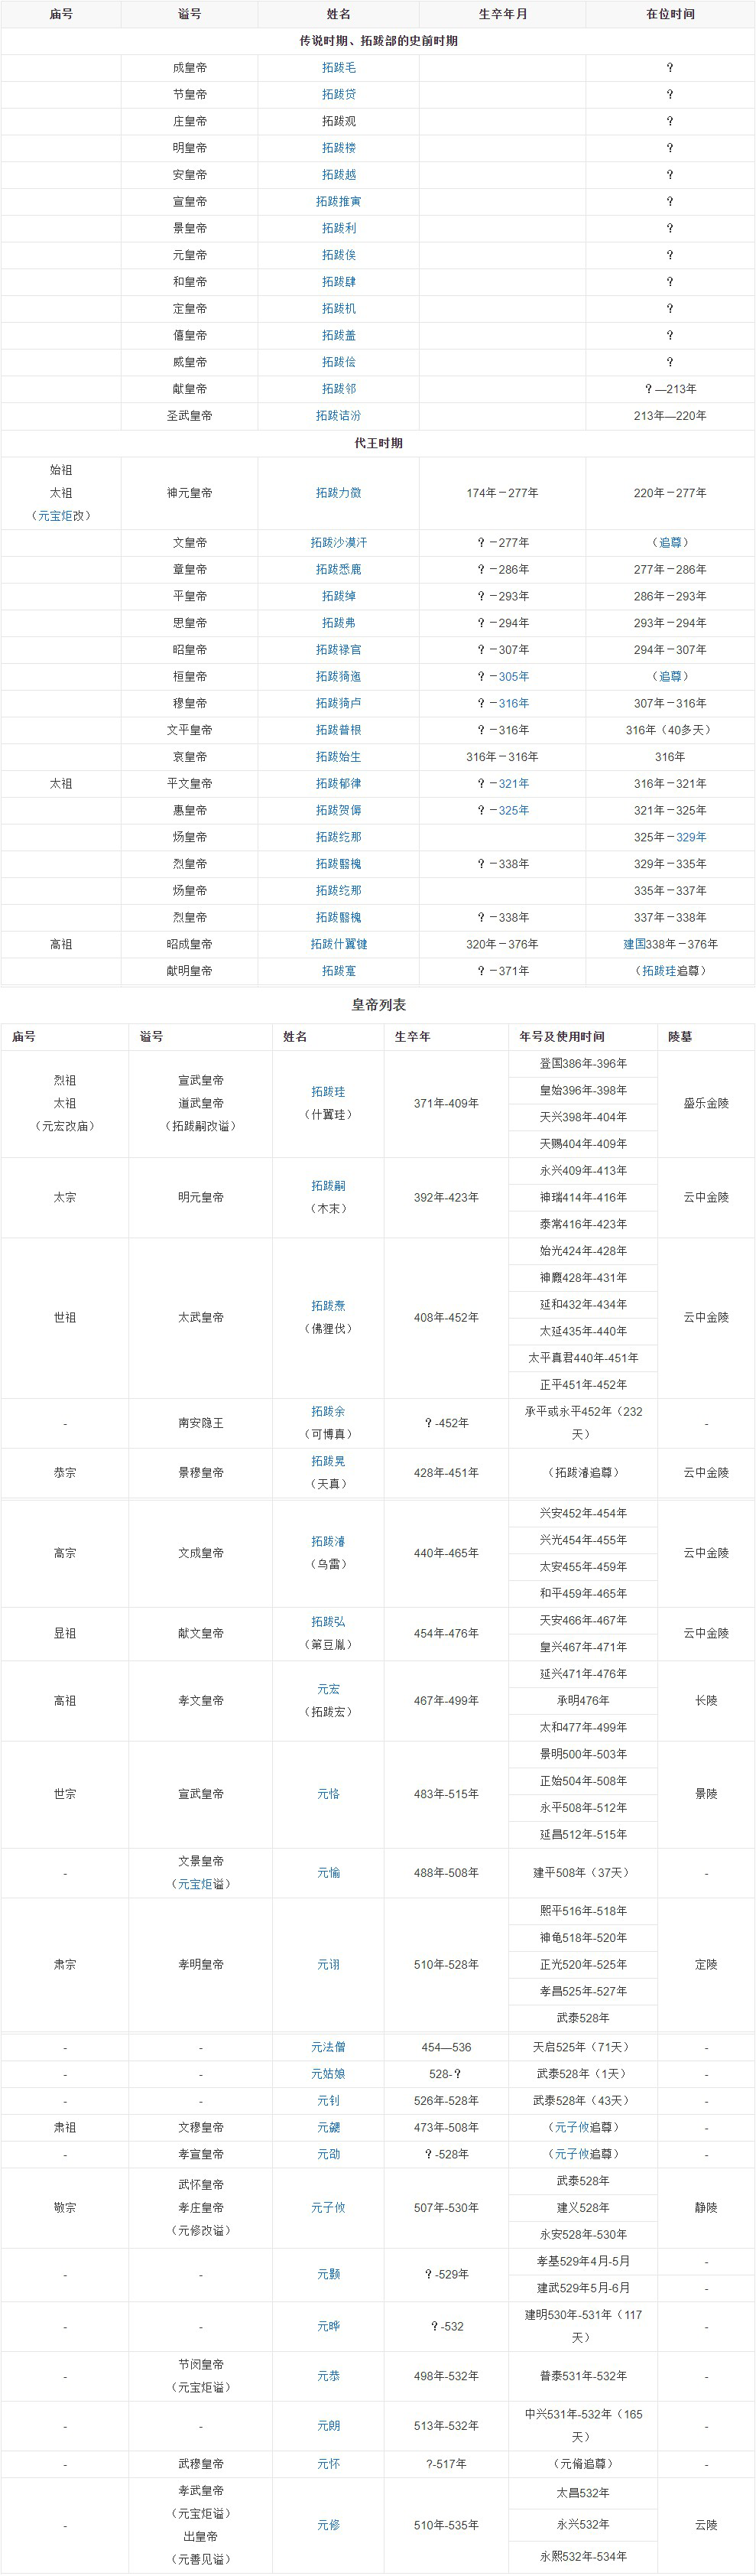 庙号 谥号 姓名 生卒年月 在位时间
传说时期、拓跋部的史前时期
成皇帝 拓跋毛 ？
节皇帝 拓跋贷 ？
庄皇帝 拓跋观 ？
明皇帝 拓跋楼 ？
安皇帝 拓跋越 ？
宣皇帝 拓跋推寅 ？
景皇帝 拓跋利 ？
元皇帝 拓跋俟 ？
和皇帝 拓跋肆 ？
定皇帝 拓跋机 ？
僖皇帝 拓跋盖 ？
威皇帝 拓跋侩 ？
献皇帝 拓跋邻 ？—213年
圣武皇帝 拓跋诘汾 213年—220年
代王时期
始祖
太祖
（元宝炬改） 神元皇帝 拓跋力微 174年－277年 220年－277年
文皇帝 拓跋沙漠汗 ？－277年 （追尊）
章皇帝 拓跋悉鹿 ？－286年 277年－286年
平皇帝 拓跋绰 ？－293年 286年－293年
思皇帝 拓跋弗 ？－294年 293年－294年
昭皇帝 拓跋禄官 ？－307年 294年－307年
桓皇帝 拓跋猗迤 ？－305年 （追尊）
穆皇帝 拓跋猗卢 ？－316年 307年－316年
文平皇帝 拓跋普根 ？－316年 316年（40多天）
哀皇帝 拓跋始生 316年－316年 316年
太祖 平文皇帝 拓跋郁律 ？－321年 316年－321年
惠皇帝 拓跋贺傉 ？－325年 321年－325年
炀皇帝 拓跋纥那 325年－329年
烈皇帝 拓跋翳槐 ？－338年 329年－335年
炀皇帝 拓跋纥那 335年－337年
烈皇帝 拓跋翳槐 ？－338年 337年－338年
高祖 昭成皇帝 拓跋什翼犍 320年－376年 建国338年－376年
献明皇帝 拓跋寔 ？－371年 （拓跋珪追尊）
皇帝列表
庙号 谥号 姓名 生卒年 年号及使用时间 陵墓
烈祖
太祖
（元宏改庙） 宣武皇帝
道武皇帝
（拓跋嗣改谥） 拓跋珪
（什翼珪） 371年-409年 登国386年-396年
皇始396年-398年
天兴398年-404年
天赐404年-409年 盛乐金陵
太宗 明元皇帝 拓跋嗣
（木末） 392年-423年 永兴409年-413年
神瑞414年-416年
泰常416年-423年 云中金陵
世祖 太武皇帝 拓跋焘
（佛狸伐） 408年-452年 始光424年-428年
神䴥428年-431年
延和432年-434年
太延435年-440年
太平真君440年-451年
正平451年-452年 云中金陵
- 南安隐王 拓跋余
（可博真） ？-452年 承平或永平452年（232
天） -
恭宗 景穆皇帝 拓跋晃
（天真） 428年-451年 （拓跋濬追尊） 云中金陵
高宗 文成皇帝 拓跋濬
（乌雷） 440年-465年 兴安452年-454年
兴光454年-455年
太安455年-459年
和平459年-465年 云中金陵
显祖 献文皇帝 拓跋弘
（第豆胤） 454年-476年 天安466年-467年
皇兴467年-471年 云中金陵
高祖 孝文皇帝 元宏
（拓跋宏） 467年-499年 延兴471年-476年
承明476年
太和477年-499年 长陵
世宗 宣武皇帝 元恪 483年-515年 景明500年-503年
正始504年-508年
永平508年-512年
延昌512年-515年 景陵
- 文景皇帝
（元宝炬谥） 元愉 488年-508年 建平508年（37天） -
肃宗 孝明皇帝 元诩 510年-528年 熙平516年-518年
神龟518年-520年
正光520年-525年
孝昌525年-527年
武泰528年 定陵
- - 元法僧 454—536 天启525年（71天） -
- - 元姑娘 528-？ 武泰528年（1天） -
- - 元钊 526年-528年 武泰528年（43天） -
肃祖 文穆皇帝 元勰 473年-508年 （元子攸追尊） -
- 孝宣皇帝 元劭 ？-528年 （元子攸追尊） -
敬宗 武怀皇帝
孝庄皇帝
（元修改谥） 元子攸 507年-530年 武泰528年
建义528年
永安528年-530年 静陵
- - 元颢 ？-529年 孝基529年4月-5月 -
建武529年5月-6月 -
- - 元晔 ？-532 建明530年-531年（117
天） -
- 节闵皇帝
（元宝炬谥） 元恭 498年-532年 普泰531年-532年 -
- - 元朗 513年-532年 中兴531年-532年（165
天） -
- 武穆皇帝 元怀 ?-517年 （元脩追尊） -
- 孝武皇帝
（元宝炬谥）
出皇帝
（元善见谥） 元修 510年-535年 太昌532年
永兴532年
永熙532年-534年 云陵